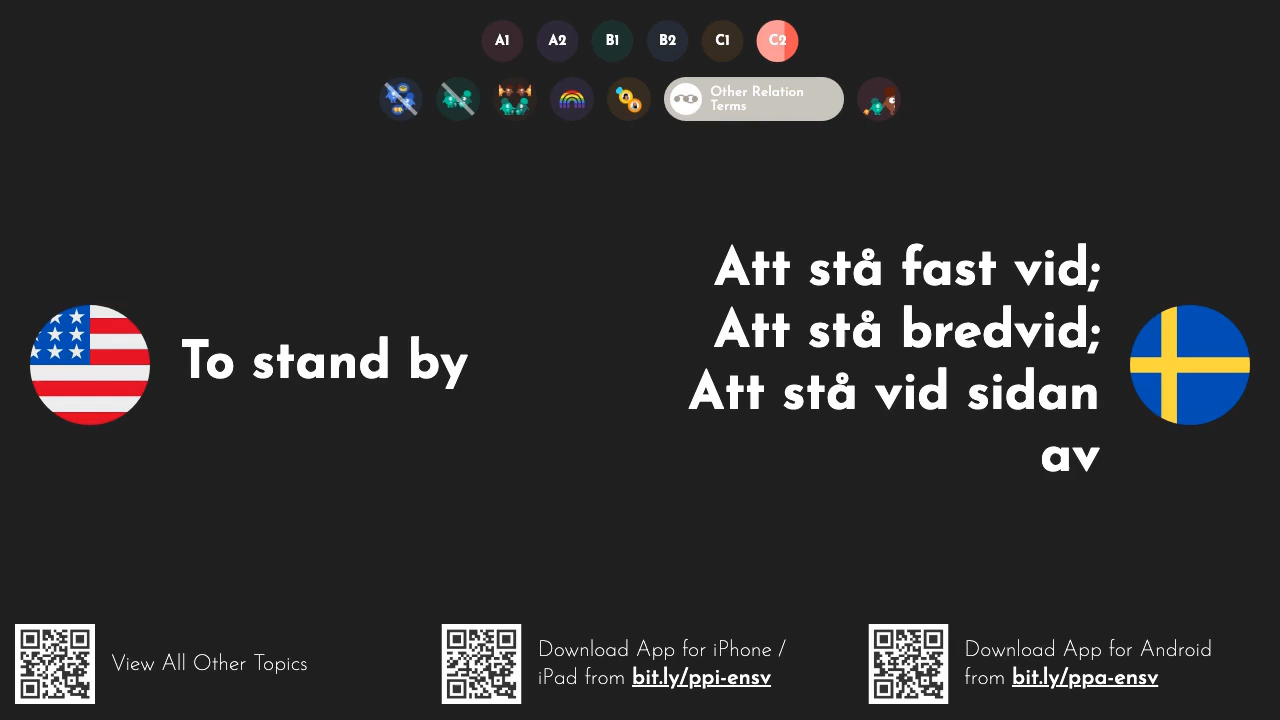 A1 A2 B1 B2 C1 C2
Other Relation
Terms
To stand by
Att stå fast vid;
Att stå bredvid;
Att stå vid sidan
av
View All Other Topics
Download App for iPhone /
iPad from bit.ly/ppi-ensv
Download App for Android
from bit.ly/ppa-ensv